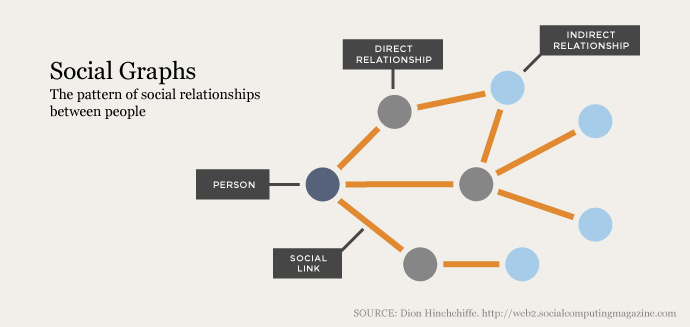 Social Graphs
The pattern of social relationships
between people
DIRECT
RELATIONSHIP
INDIRECT
RELATIONSHIP
PERSON
SOCIAL
LINK
SOURCE: Dion Hinchchiffe. http://web2.socialcomputingmagazine.com